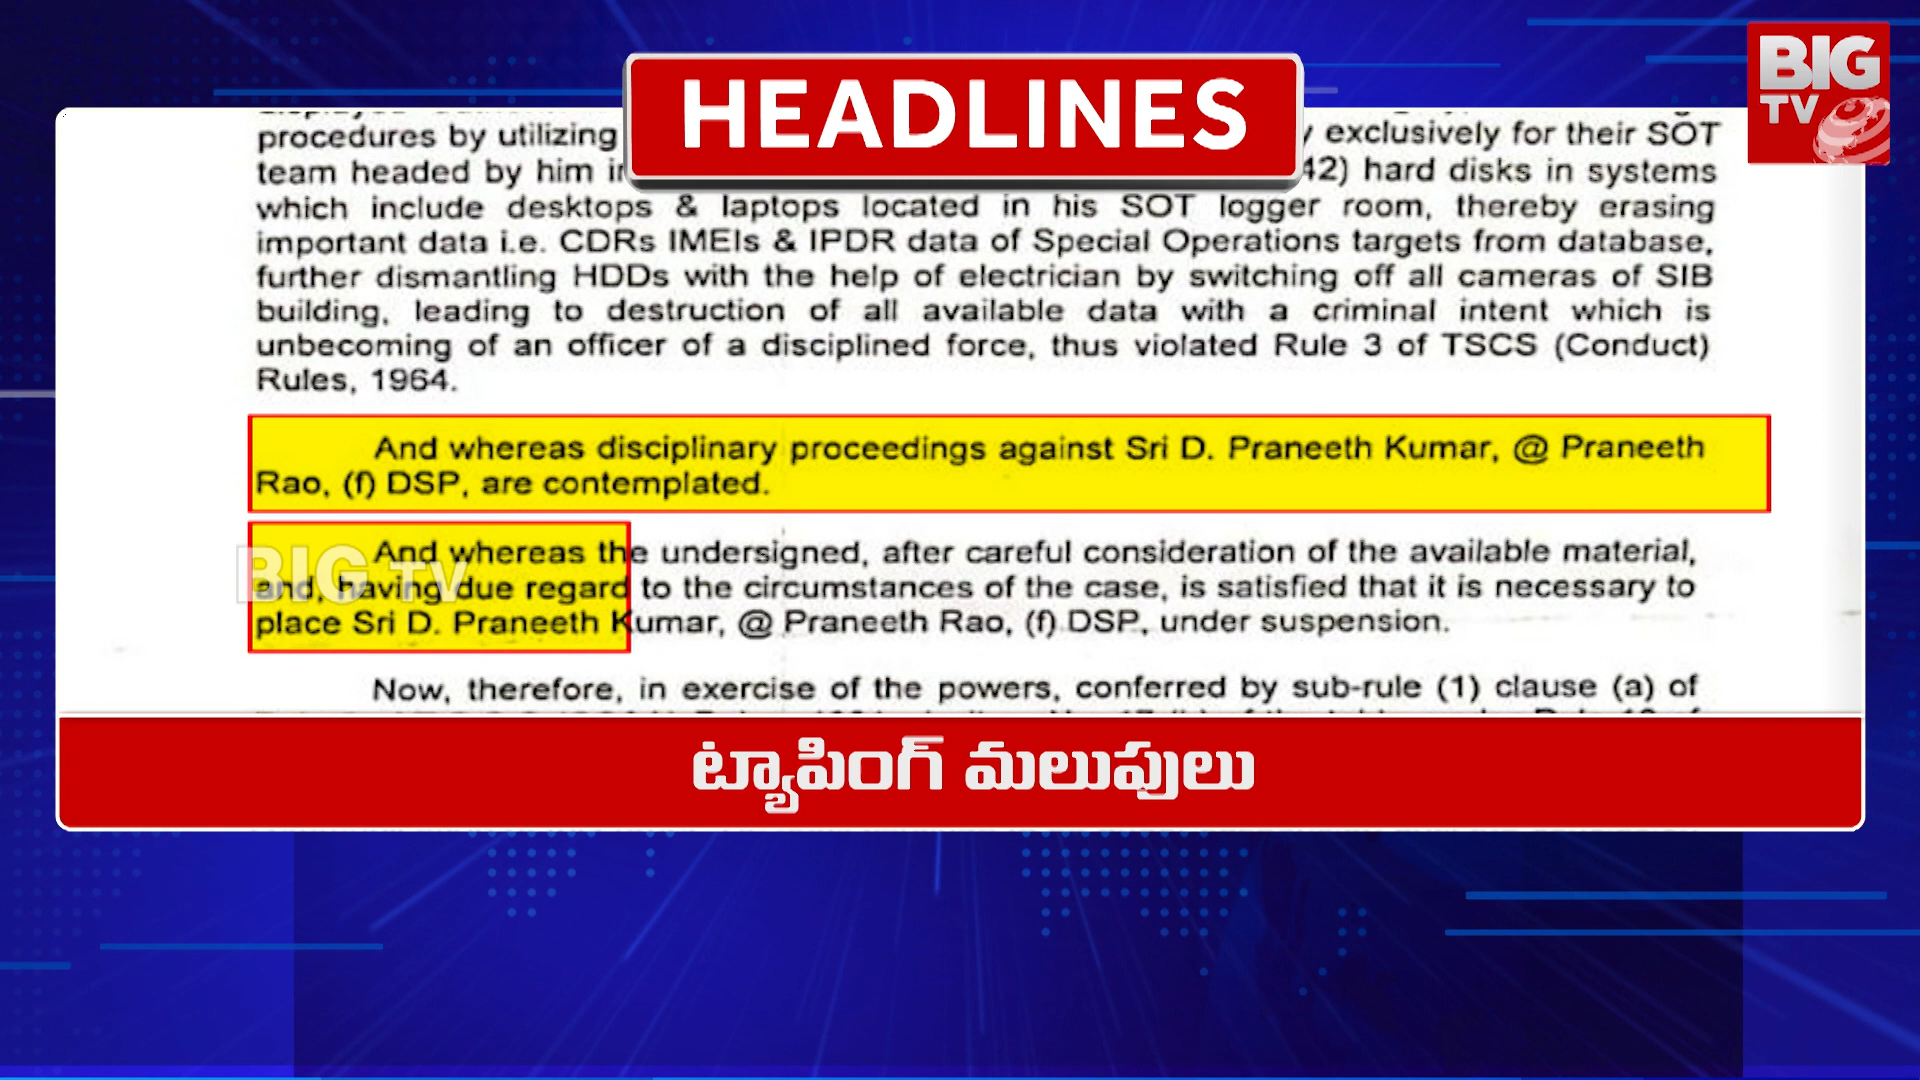 HEADLINES
BIG
TV
procedures by utilizing exclusively for their SOT
team headed by him 42) hard disks in systems
which include desktops & laptops located in his SOT logger room, thereby erasing
important data i.e. CDRs IMEIs & IPDR data of Special Operations targets from database,
further dismantling HDDs with the help of electrician by switching off all cameras of SIB
building, leading to destruction of all available data with a criminal intent which is
unbecoming of an officer of a disciplined force, thus violated Rule 3 of TSCS (Conduct)
Rules, 1964.
And whereas disciplinary proceedings against Sri D. Praneeth Kumar, @ Praneeth
Rao, (f) DSP, are contemplated.
And whereas the undersigned, after careful consideration of the available material,
and, having due regard to the circumstances of the case, is satisfied that it is necessary to
place Sri D. Praneeth Kumar, @ Praneeth Rao, (f) DSP, under suspension.
BIG TV
Now, therefore, in exercise of the powers, conferred by sub-rule (1) clause (a) of
ట్యాపింగ్ మలుపులు